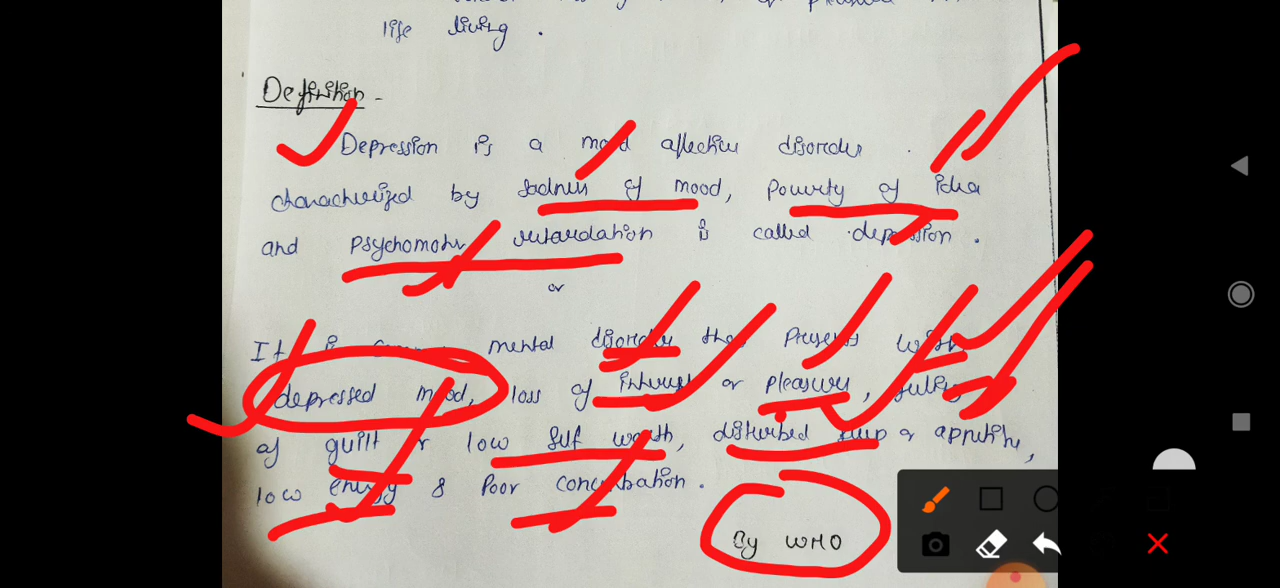 life living .
Definition -
Depression is a mood affective disorder .
characterized by sadness of mood, Poverty of idea
and Psychomotor retardation is called depression .
or
It is common mental disorder that Presents with
depressed mood, loss of interest or pleasure, feeling
of guilt or low self worth, disturbed sleep or appetite,
low energy & Poor concentration .
By WHO